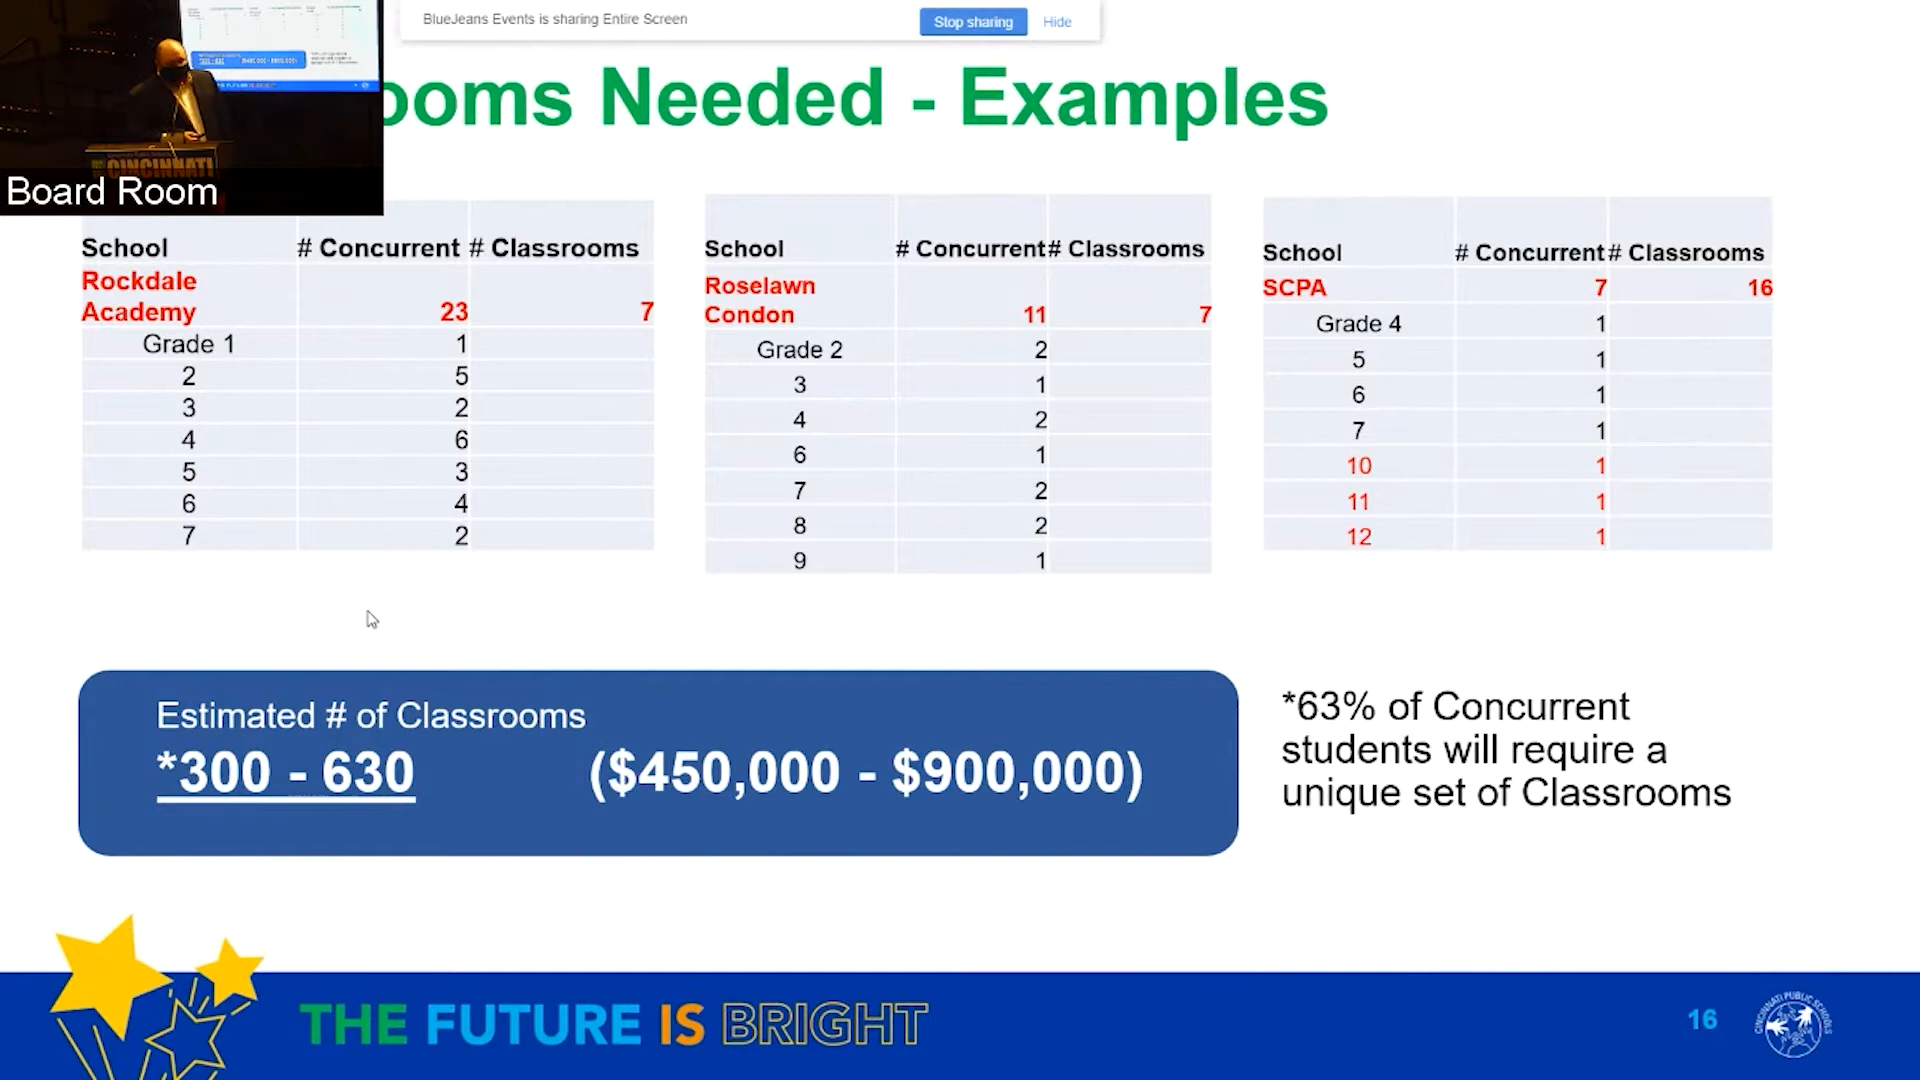 BlueJeans Events is sharing Entire Screen
Stop sharing
Hide
ooms Needed - Examples
CINCINNATI
Board Room
School # Concurrent # Classrooms
Rockdale
Academy 23 7
Grade 1 1
2 5
3 2
4 6
5 3
6 4
7 2
School # Concurrent # Classrooms
Roselawn
Condon 11 7
Grade 2 2
3 1
4 2
6 1
7 2
8 2
9 1
School # Concurrent # Classrooms
SCPA 7 16
Grade 4 1
5 1
6 1
7 1
10 1
11 1
12 1
Estimated # of Classrooms
*300 - 630 ($450,000 - $900,000)
*63% of Concurrent
students will require a
unique set of Classrooms
THE FUTURE IS BRIGHT
16
CINCINNATI PUBLIC SCHOOLS